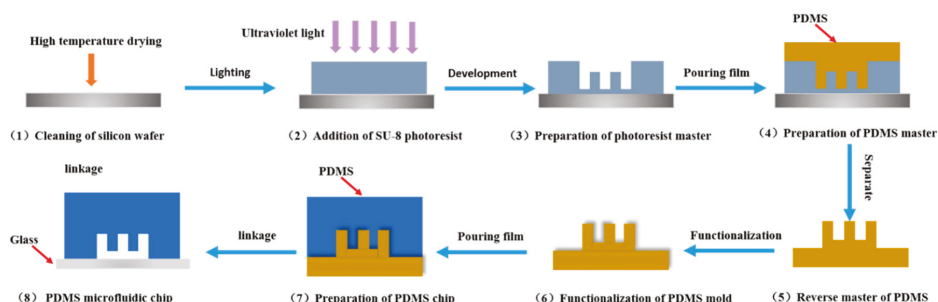 High temperature drying
Lighting
(1) Cleaning of silicon wafer
Ultraviolet light
Development
(2) Addition of SU-8 photoresist
Pouring film
(3) Preparation of photoresist master
PDMS
(4) Preparation of PDMS master
Separate
(5) Reverse master of PDMS
Functionalization
(6) Functionalization of PDMS mold
Pouring film
PDMS
(7) Preparation of PDMS chip
linkage
linkage
Glass
(8) PDMS microfluidic chip